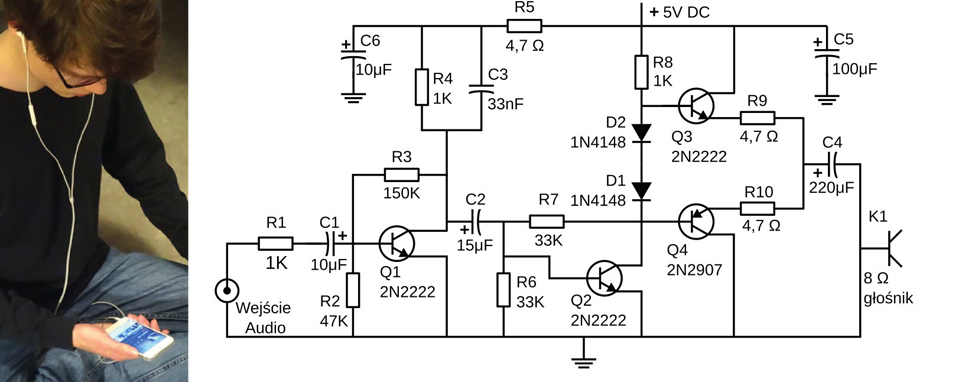 R5
4,7 Ω
+ 5V DC
+ C6
10μF
R4
1K
C3
33nF
R8
1K
+ C5
100μF
Q3
2N2222
R9
4,7 Ω
D2
1N4148
D1
1N4148
C4
+
220μF
R3
150K
C2
+
15μF
R7
33K
R10
4,7 Ω
Q4
2N2907
K1
8 Ω
głośnik
R1
1K
C1
+
10μF
Q1
2N2222
R2
47K
R6
33K
Q2
2N2222
Wejście
Audio